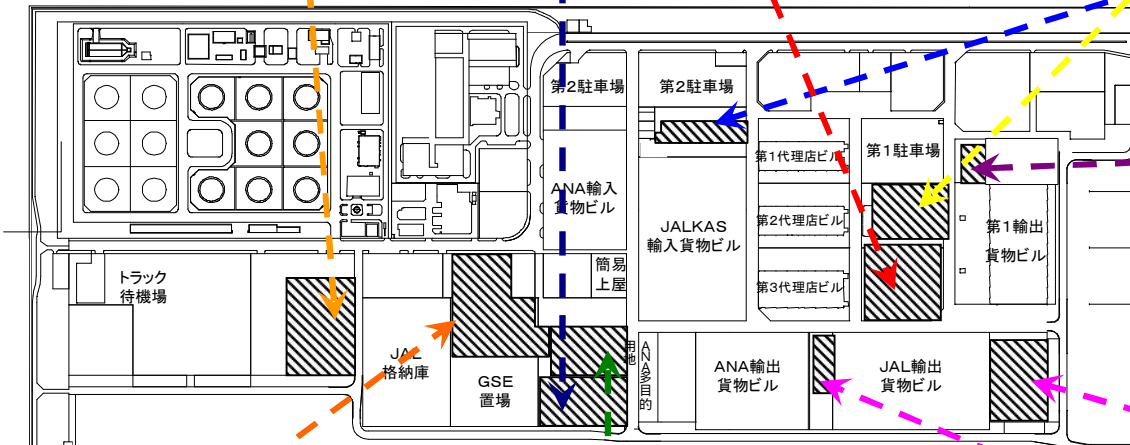 第2駐車場
第2駐車場
第1代理店ビル
第1駐車場
ANA輸入
貨物ビル
第2代理店ビル
JALKAS
輸入貨物ビル
第1輸出
貨物ビル
トラック
待機場
簡易
上屋
第3代理店ビル
JAL
格納庫
GSE
置場
ANA多目的
用地
ANA輸出
貨物ビル
JAL輸出
貨物ビル